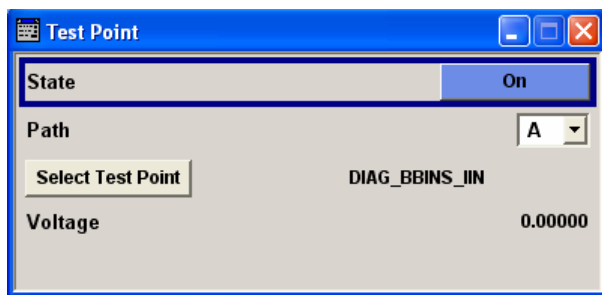 Test Point
State On
Path A
Select Test Point DIAG_BBINS_IIN
Voltage 0.00000